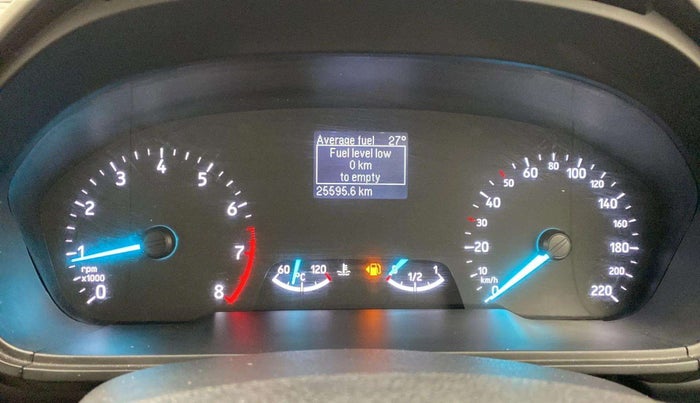 Average fuel 27°
Fuel level low
0 km
to empty
25595.6 km
0
1
2
3
4
5
6
7
8
rpm
x1000
60 °C 120
0 1/2 1
0
10
20
30
40
50
60
80
100
120
140
160
180
200
220
km/h